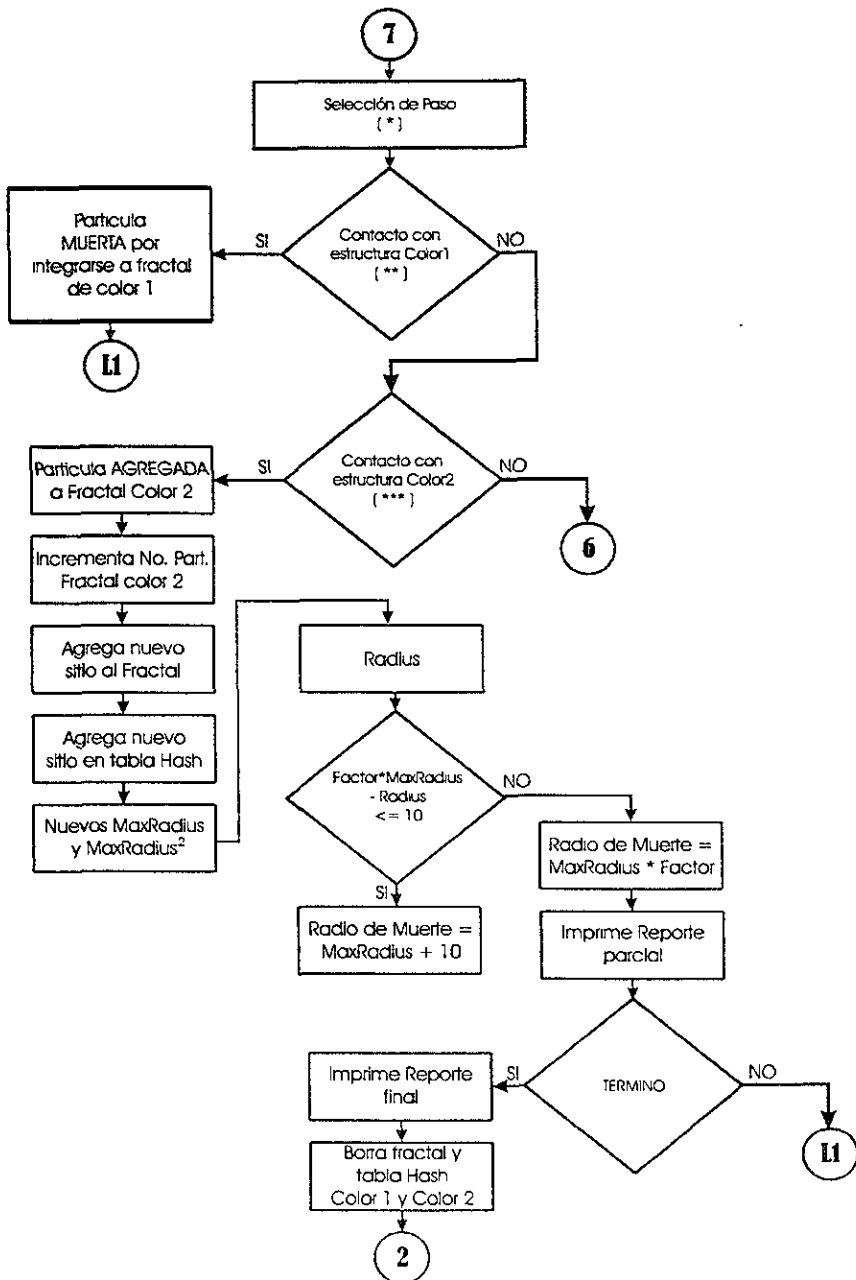 7
Selección de Paso
( * )
Contacto con
estructura Color1
( ** )
SI
NO
Particula
MUERTA por
integrarse a fractal
de color 1
L1
Contacto con
estructura Color2
( *** )
SI
NO
6
Particula AGREGADA
a Fractal Color 2
Incrementa No. Part.
Fractal color 2
Agrega nuevo
sitio al Fractal
Agrega nuevo
sitio en tabla Hash
Nuevos MaxRadius
y MaxRadius²
Radius
Factor*MaxRadius
- Radius
<= 10
NO
SI
Radio de Muerte =
MaxRadius + 10
Radio de Muerte =
MaxRadius * Factor
Imprime Reporte
parcial
TERMINO
SI
NO
L1
Imprime Reporte
final
Borra fractal y
tabla Hash
Color 1 y Color 2
2